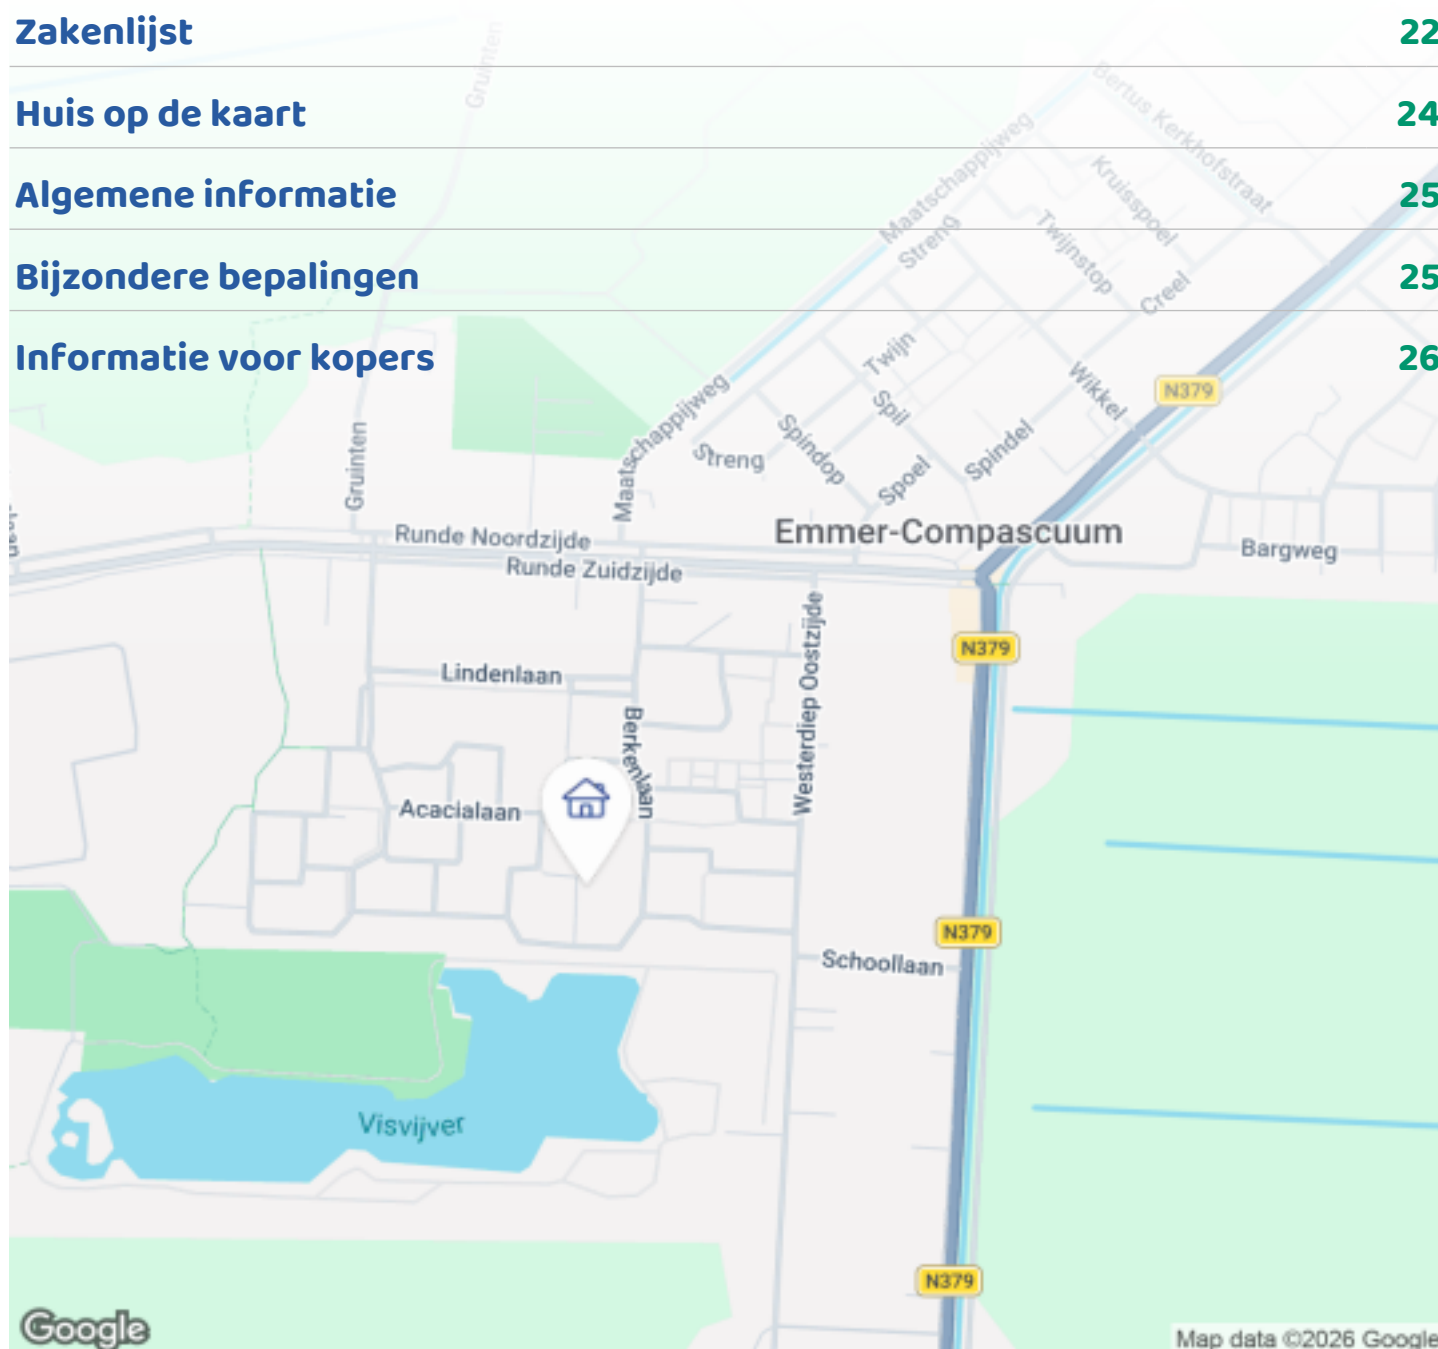 Zakenlijst 22
Huis op de kaart 24
Algemene informatie 25
Bijzondere bepalingen 25
Informatie voor kopers 26
Gruinten
Bertus Kerkhofstraat
Maatschappijweg
Kruisspoel
Streng
Twijnstop
Creel
Twijn
Wikkel
N379
Maatschappijweg
Spil
Gruinten
Streng
Spindop
Spoel
Spindel
Runde Noordzijde
Emmer-Compascuum
Bargweg
Runde Zuidzijde
N379
Lindenlaan
Westerdiep Oostzijde
Berkenlaan
Acacialaan
N379
Schoollaan
Visvijver
N379
Google
Map data ©2026 Google